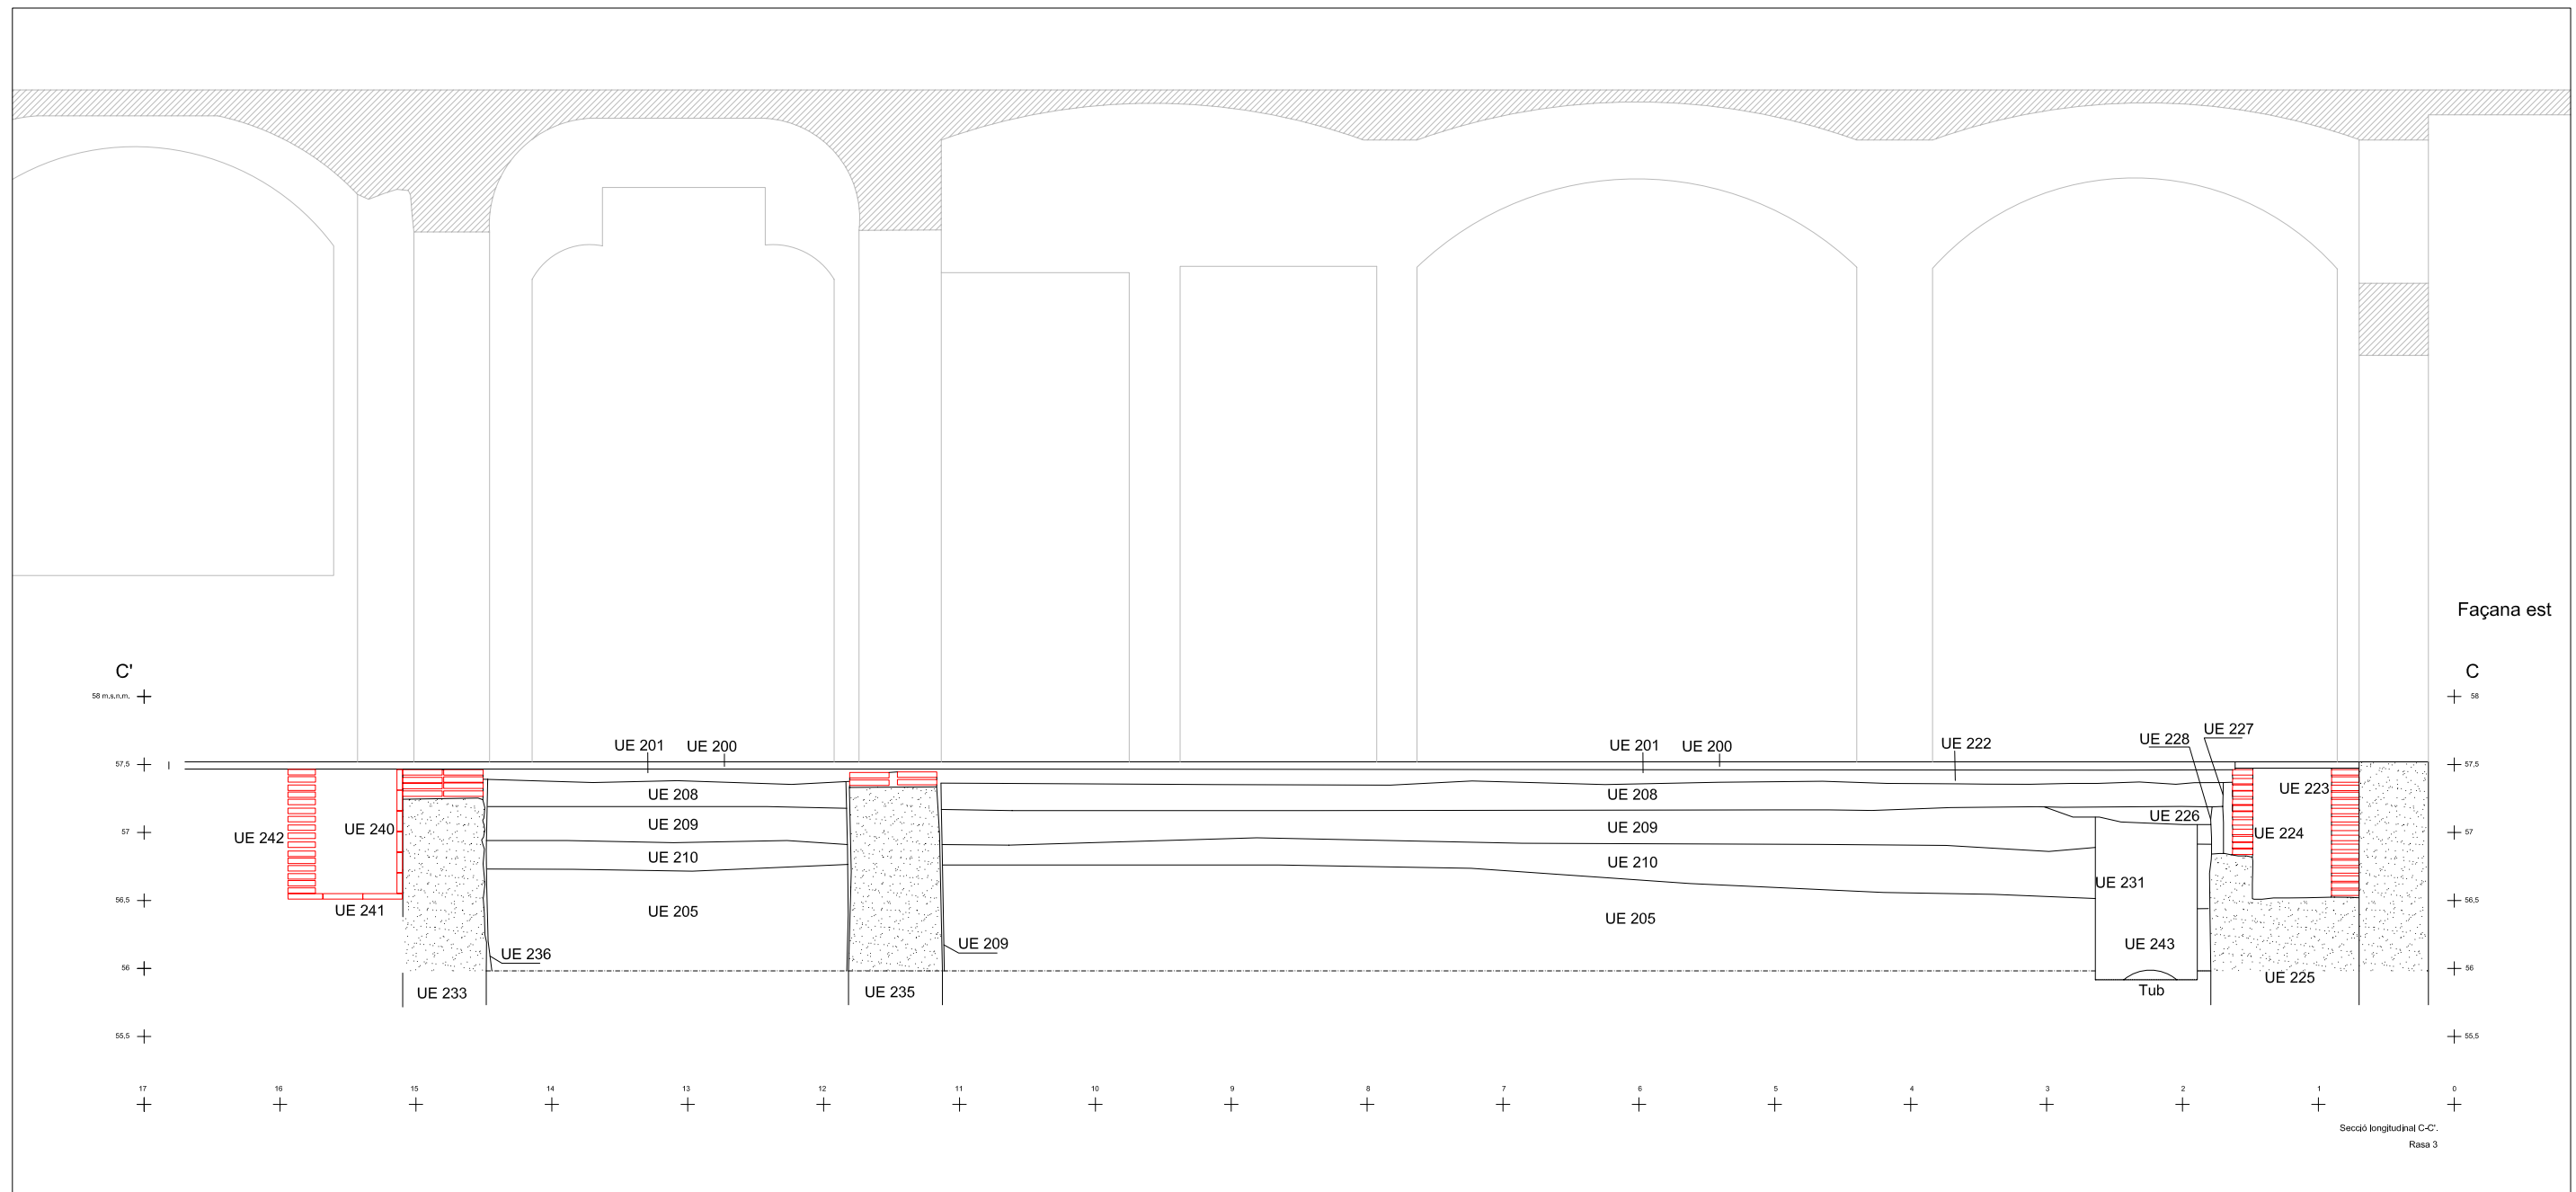 Façana est
C'
C
58 m.s.n.m.
58
UE 227
UE 228
UE 201
UE 200
UE 201
UE 200
UE 222
57,5
57,5
UE 208
UE 208
UE 223
UE 226
UE 209
UE 209
UE 240
UE 242
UE 224
57
57
UE 210
UE 210
UE 231
56,5
56,5
UE 241
UE 205
UE 205
UE 236
UE 209
UE 243
56
56
UE 225
UE 233
UE 235
Tub
55,5
55,5
17 16 15 14 13 12 11 10 9 8 7 6 5 4 3 2 1 0
Secció longitudinal C-C'.
Rasa 3